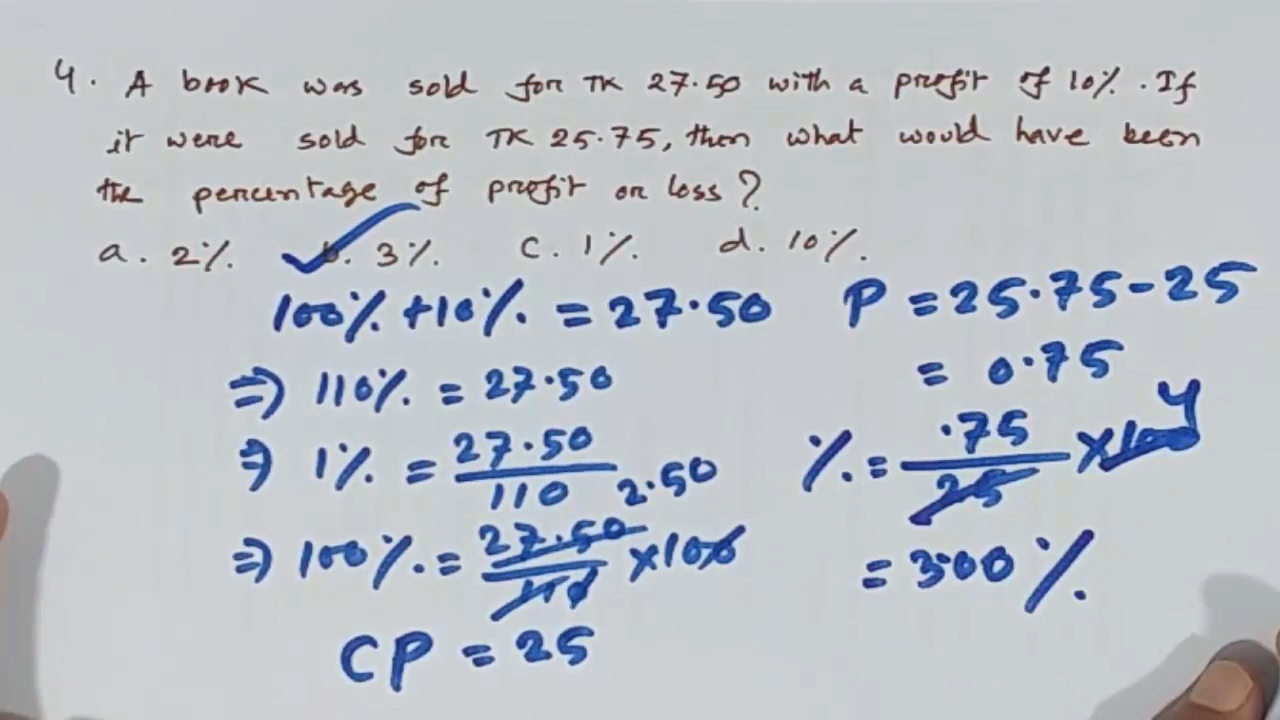 4. A book was sold for TK 27.50 with a profit of 10%. If
it were sold for TK 25.75, then what would have been
the percentage of profit or loss?
a. 2% b. 3% c. 1% d. 10%
100% + 10% = 27.50
⇒ 110% = 27.50
⇒ 1% = 27.50/110
2.50
⇒ 100% = 27.50/110 × 100
CP = 25
P = 25.75 - 25
= 0.75
4
% = .75/25 × 100
= 3.00%